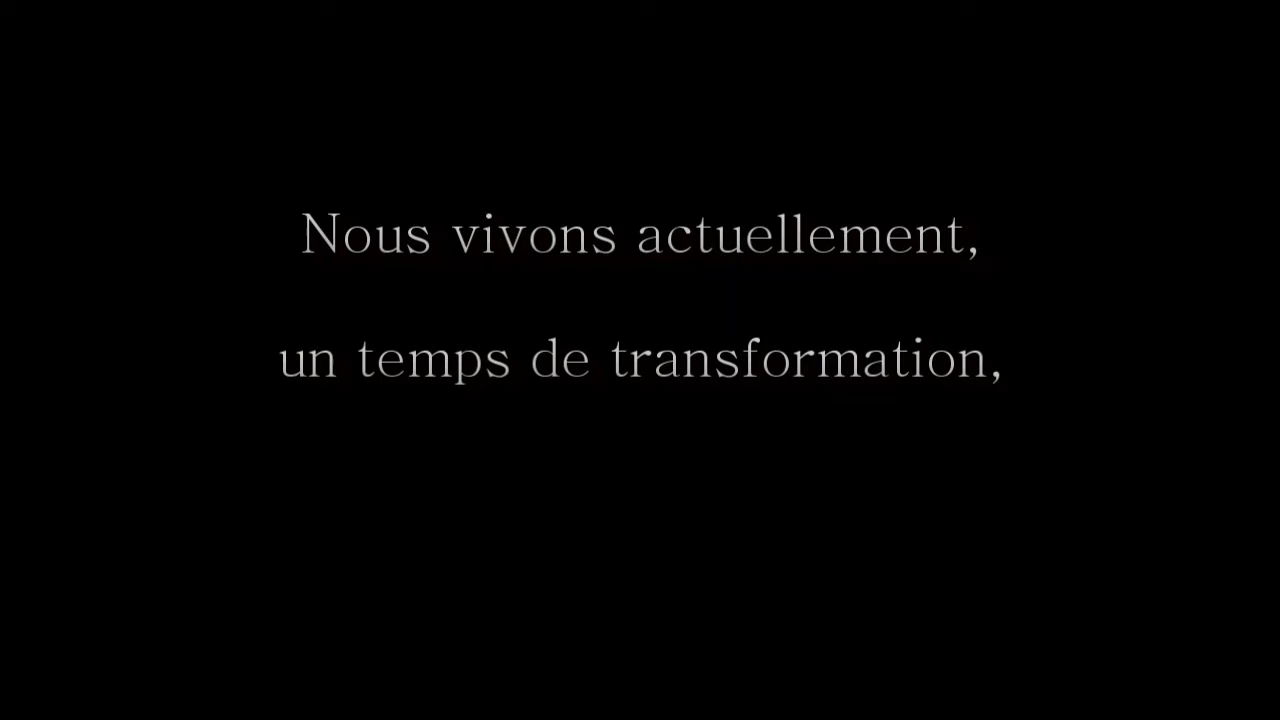 Nous vivons actuellement,
un temps de transformation,